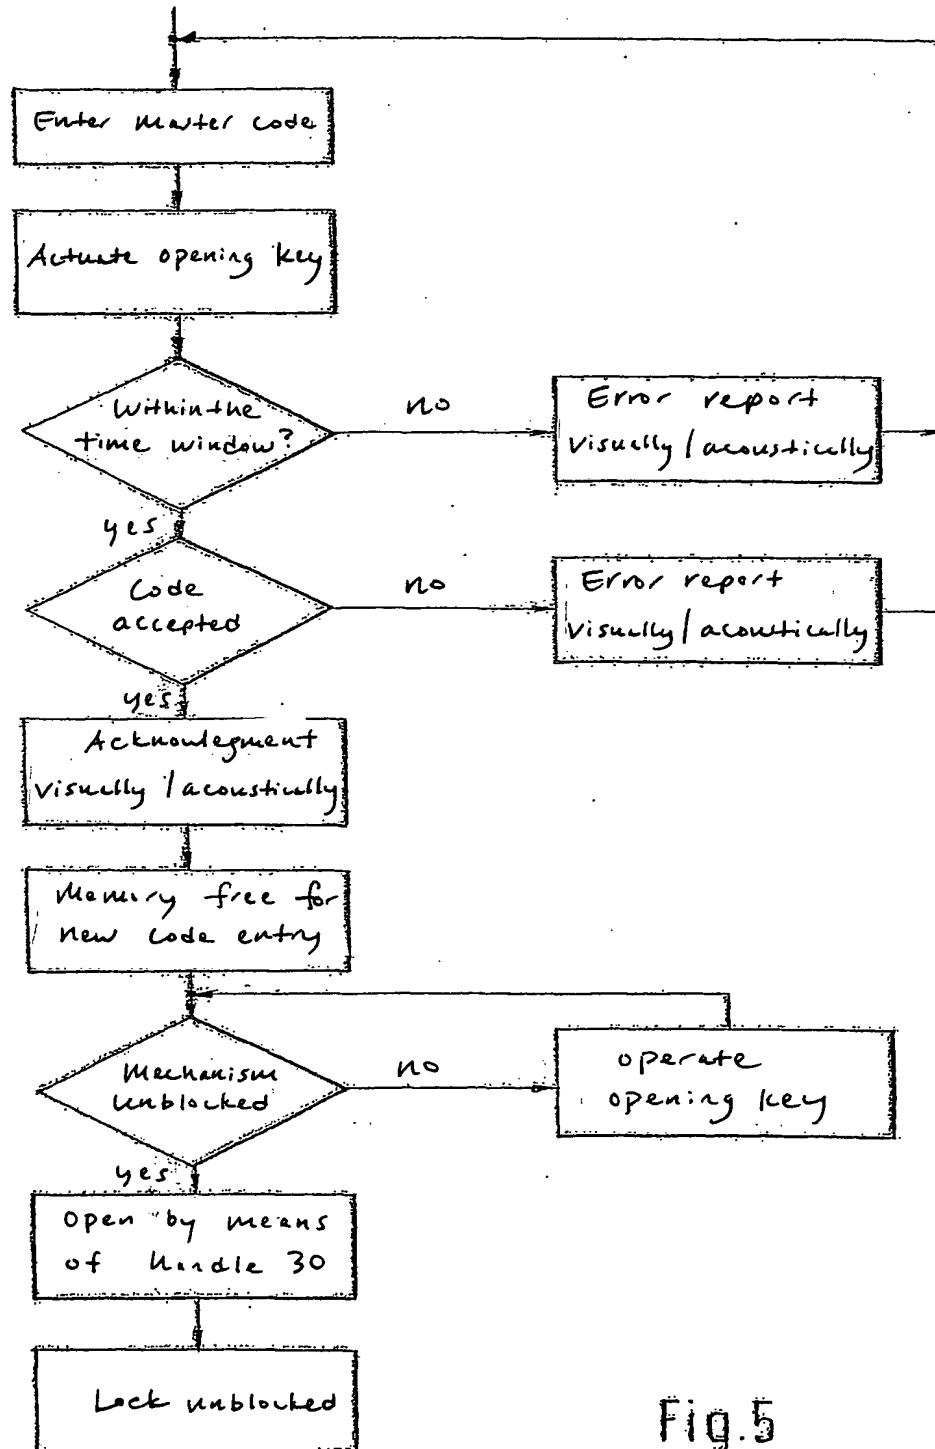 Enter master code
Actuate opening key
Within the
time window?
no
Error report
visually / acoustically
yes
Code
accepted
no
Error report
visually / acoustically
yes
Acknowlegment
visually / acoustically
Memory free for
new code entry
Mechanism
unblocked
no
operate
opening key
yes
Open by means
of handle 30
Lock unblocked
Fig.5